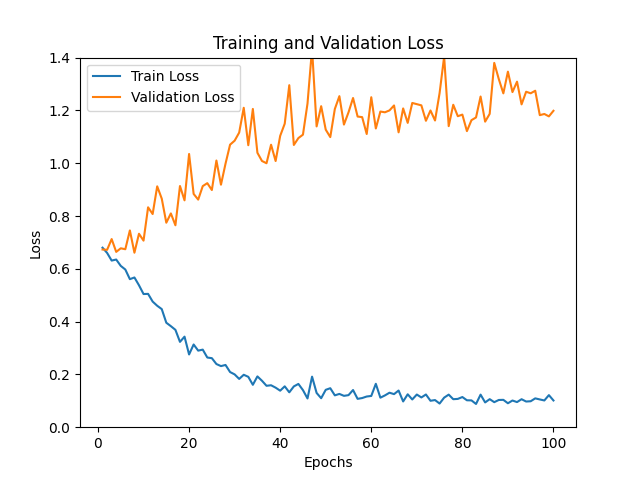 Training and Validation Loss
Train Loss
Validation Loss
1.4
1.2
1.0
0.8
0.6
0.4
0.2
0.0
Loss
0 20 40 60 80 100
Epochs